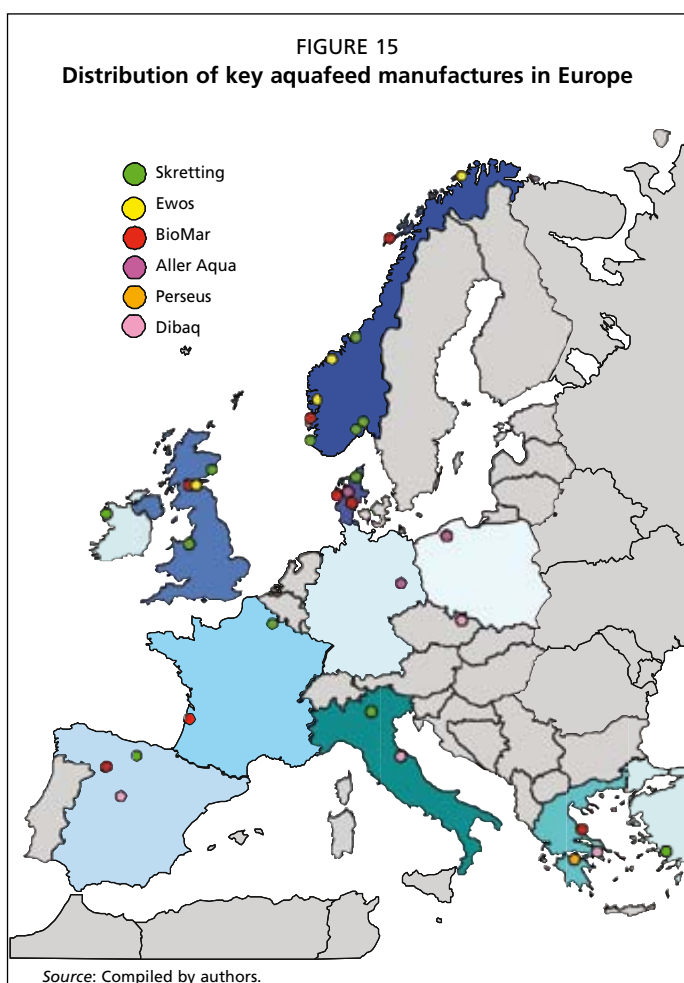 FIGURE 15
Distribution of key aquafeed manufactures in Europe
Skretting
Ewos
BioMar
Aller Aqua
Perseus
Dibaq
Source: Compiled by authors.